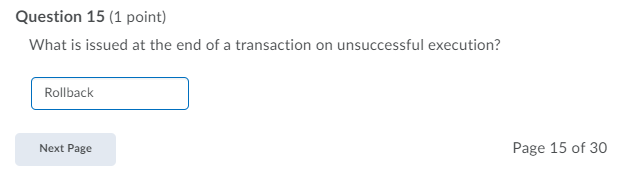 Question 15 (1 point)
What is issued at the end of a transaction on unsuccessful execution?
Rollback
Next Page
Page 15 of 30